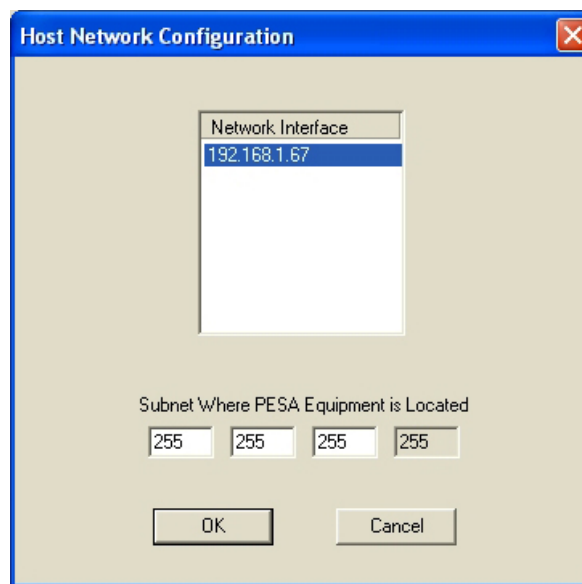 Host Network Configuration
Network Interface
192.168.1.67
Subnet Where PESA Equipment is Located
255 255 255 255
OK Cancel